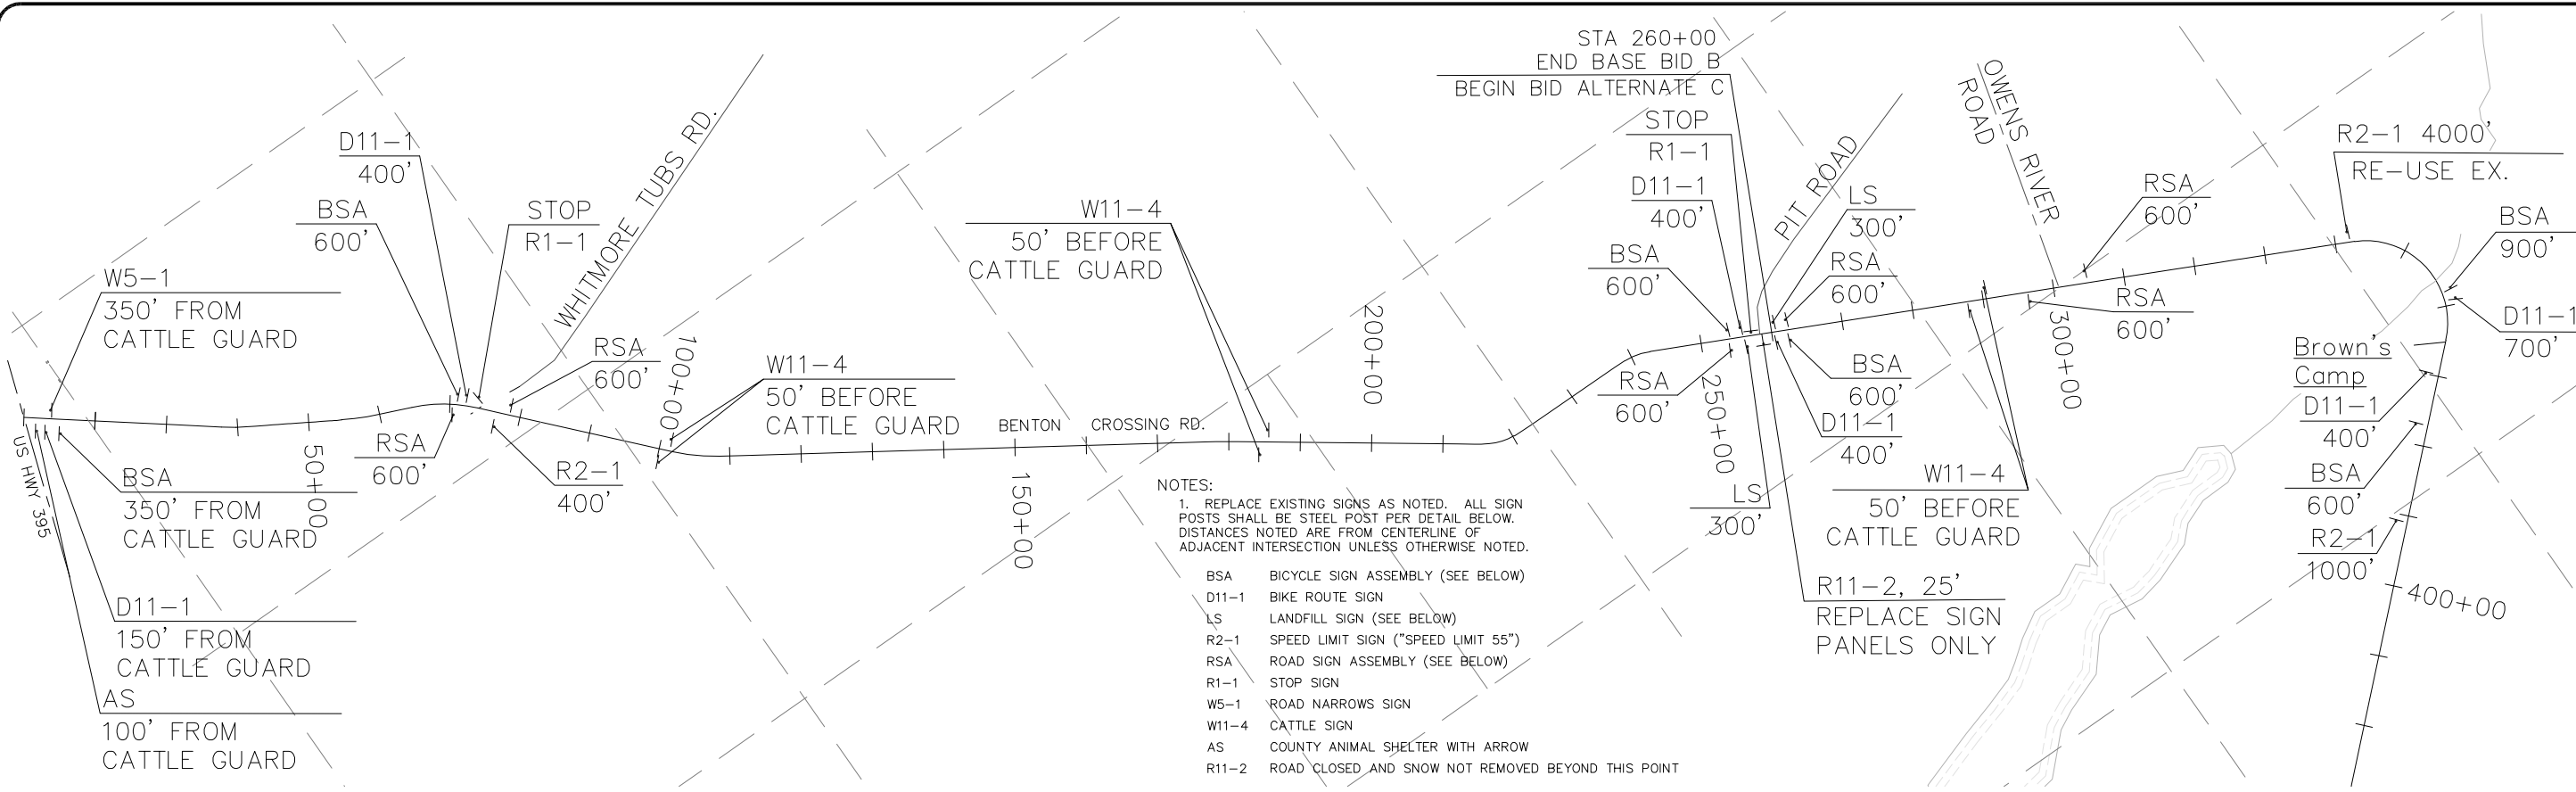 W5-1
350' FROM
CATTLE GUARD
US HWY 395
BSA
350' FROM
CATTLE GUARD
D11-1
150' FROM
CATTLE GUARD
AS
100' FROM
CATTLE GUARD
50+00
D11-1
400'
BSA
600'
STOP
R1-1
WHITMORE TUBS RD.
RSA
600'
RSA
600'
R2-1
400'
100+00
W11-4
50' BEFORE
CATTLE GUARD
BENTON CROSSING RD.
150+00
W11-4
50' BEFORE
CATTLE GUARD
200+00
STA 260+00
END BASE BID B
BEGIN BID ALTERNATE C
STOP
R1-1
D11-1
400'
BSA
600'
RSA
600'
250+00
LS
300'
PIT ROAD
LS
300'
RSA
600'
BSA
600'
D11-1
400'
W11-4
50' BEFORE
CATTLE GUARD
R11-2, 25'
REPLACE SIGN
PANELS ONLY
OWENS RIVER
ROAD
300+00
RSA
600'
RSA
600'
R2-1 4000'
RE-USE EX.
BSA
900'
D11-1
700'
Brown's
Camp
D11-1
400'
BSA
600'
R2-1
1000'
400+00
NOTES:
1. REPLACE EXISTING SIGNS AS NOTED. ALL SIGN
POSTS SHALL BE STEEL POST PER DETAIL BELOW.
DISTANCES NOTED ARE FROM CENTERLINE OF
ADJACENT INTERSECTION UNLESS OTHERWISE NOTED.
BSA BICYCLE SIGN ASSEMBLY (SEE BELOW)
D11-1 BIKE ROUTE SIGN
LS LANDFILL SIGN (SEE BELOW)
R2-1 SPEED LIMIT SIGN ("SPEED LIMIT 55")
RSA ROAD SIGN ASSEMBLY (SEE BELOW)
R1-1 STOP SIGN
W5-1 ROAD NARROWS SIGN
W11-4 CATTLE SIGN
AS COUNTY ANIMAL SHELTER WITH ARROW
R11-2 ROAD CLOSED AND SNOW NOT REMOVED BEYOND THIS POINT